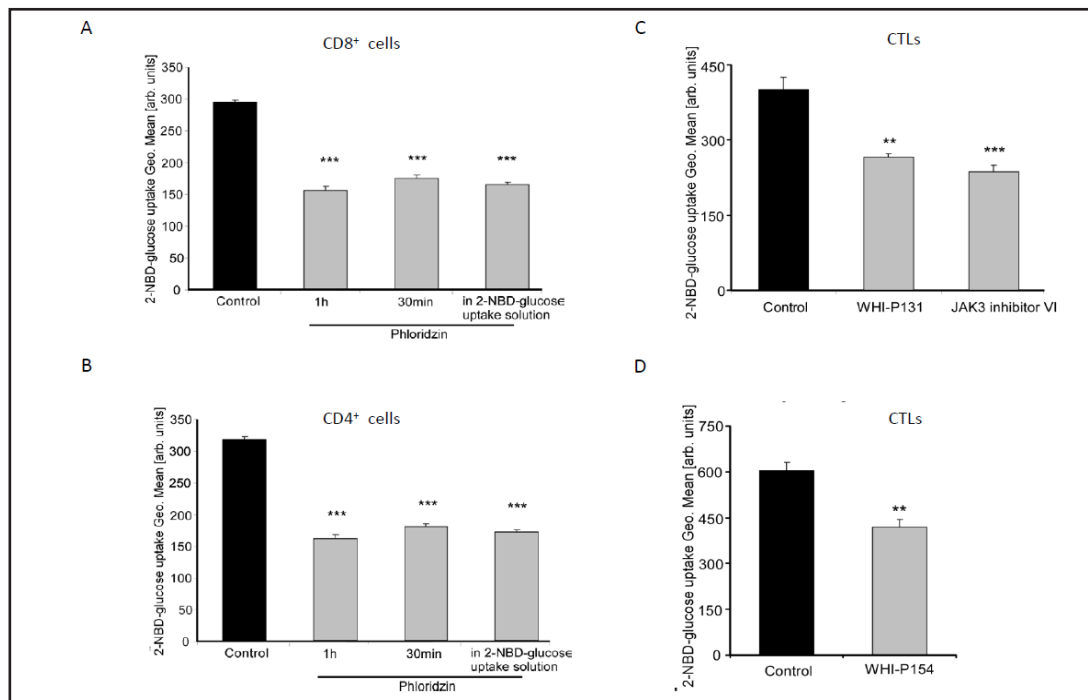 A
CD8+ cells
2-NBD-glucose uptake Geo. Mean [arb. units]
350
300
250
200
150
100
50
0
***
***
***
Control
1h
30min
in 2-NBD-glucose
uptake solution
Phloridzin
B
CD4+ cells
2-NBD-glucose uptake Geo. Mean [arb. units]
350
300
250
200
150
100
50
0
***
***
***
Control
1h
30min
in 2-NBD-glucose
uptake solution
Phloridzin
C
CTLs
2-NBD-glucose uptake Geo. Mean [arb. units]
450
300
150
0
**
***
Control
WHI-P131
JAK3 inhibitor VI
D
CTLs
2-NBD-glucose uptake Geo. Mean [arb. units]
750
600
450
300
150
0
**
Control
WHI-P154